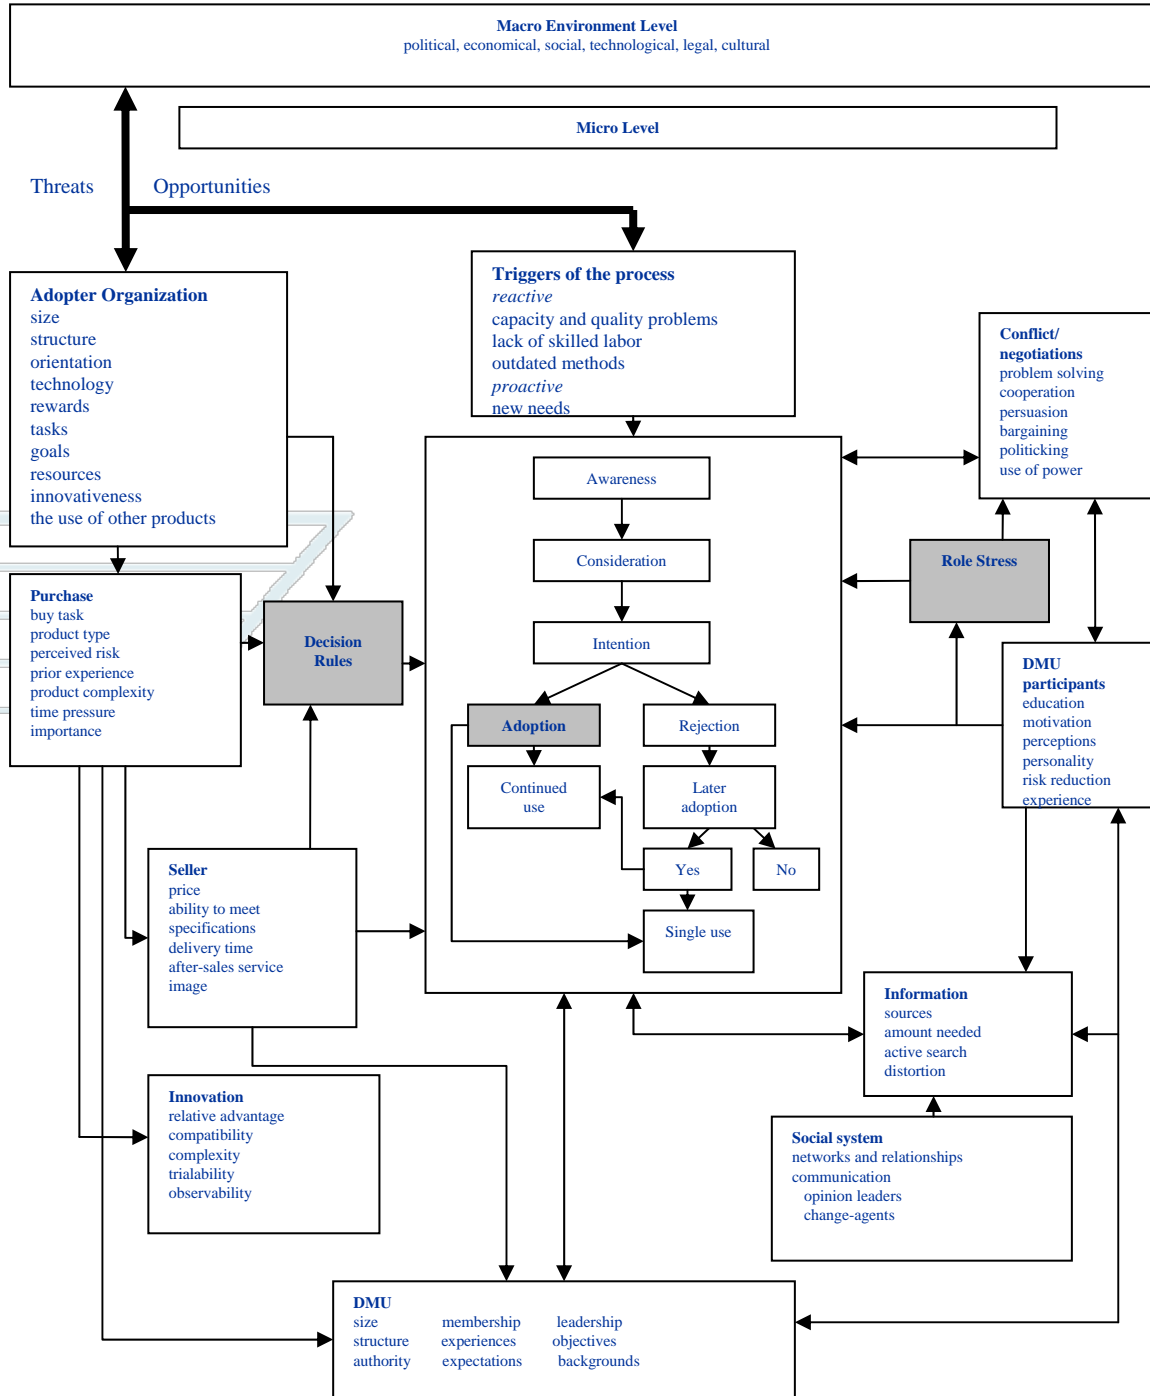 Macro Environment Level
political, economical, social, technological, legal, cultural
Micro Level
Threats
Opportunities
Adopter Organization
size
structure
orientation
technology
rewards
tasks
goals
resources
innovativeness
the use of other products
Triggers of the process
reactive
capacity and quality problems
lack of skilled labor
outdated methods
proactive
new needs
Conflict/
negotiations
problem solving
cooperation
persuasion
bargaining
politicking
use of power
Awareness
Consideration
Intention
Adoption
Rejection
Continued
use
Later
adoption
Yes
No
Single use
Role Stress
Purchase
buy task
product type
perceived risk
prior experience
product complexity
time pressure
importance
Decision
Rules
DMU
participants
education
motivation
perceptions
personality
risk reduction
experience
Seller
price
ability to meet
specifications
delivery time
after-sales service
image
Information
sources
amount needed
active search
distortion
Innovation
relative advantage
compatibility
complexity
trialability
observability
Social system
networks and relationships
communication
opinion leaders
change-agents
DMU
size membership leadership
structure experiences objectives
authority expectations backgrounds